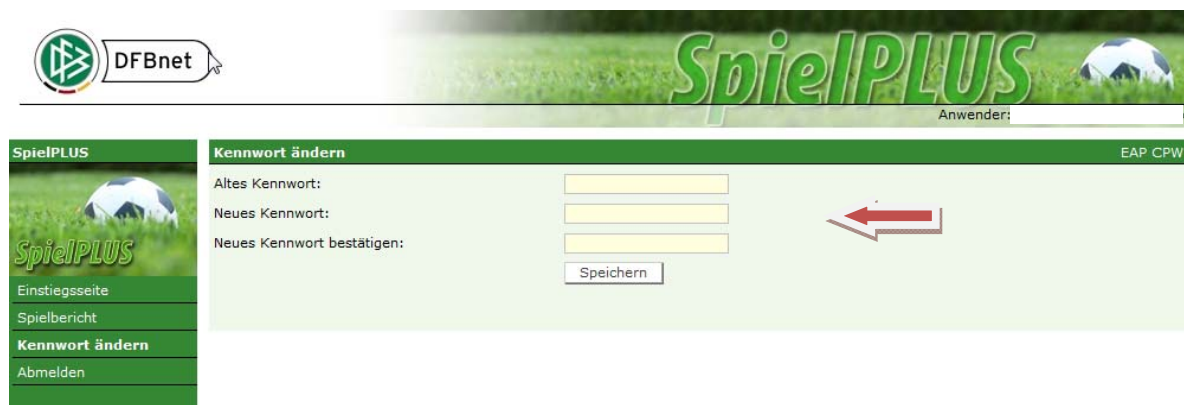 DFBnet
SpielPLUS
Anwender:
SpielPLUS
Kennwort ändern
EAP CPW
Altes Kennwort:
Neues Kennwort:
Neues Kennwort bestätigen:
Speichern
SpielPLUS
Einstiegsseite
Spielbericht
Kennwort ändern
Abmelden